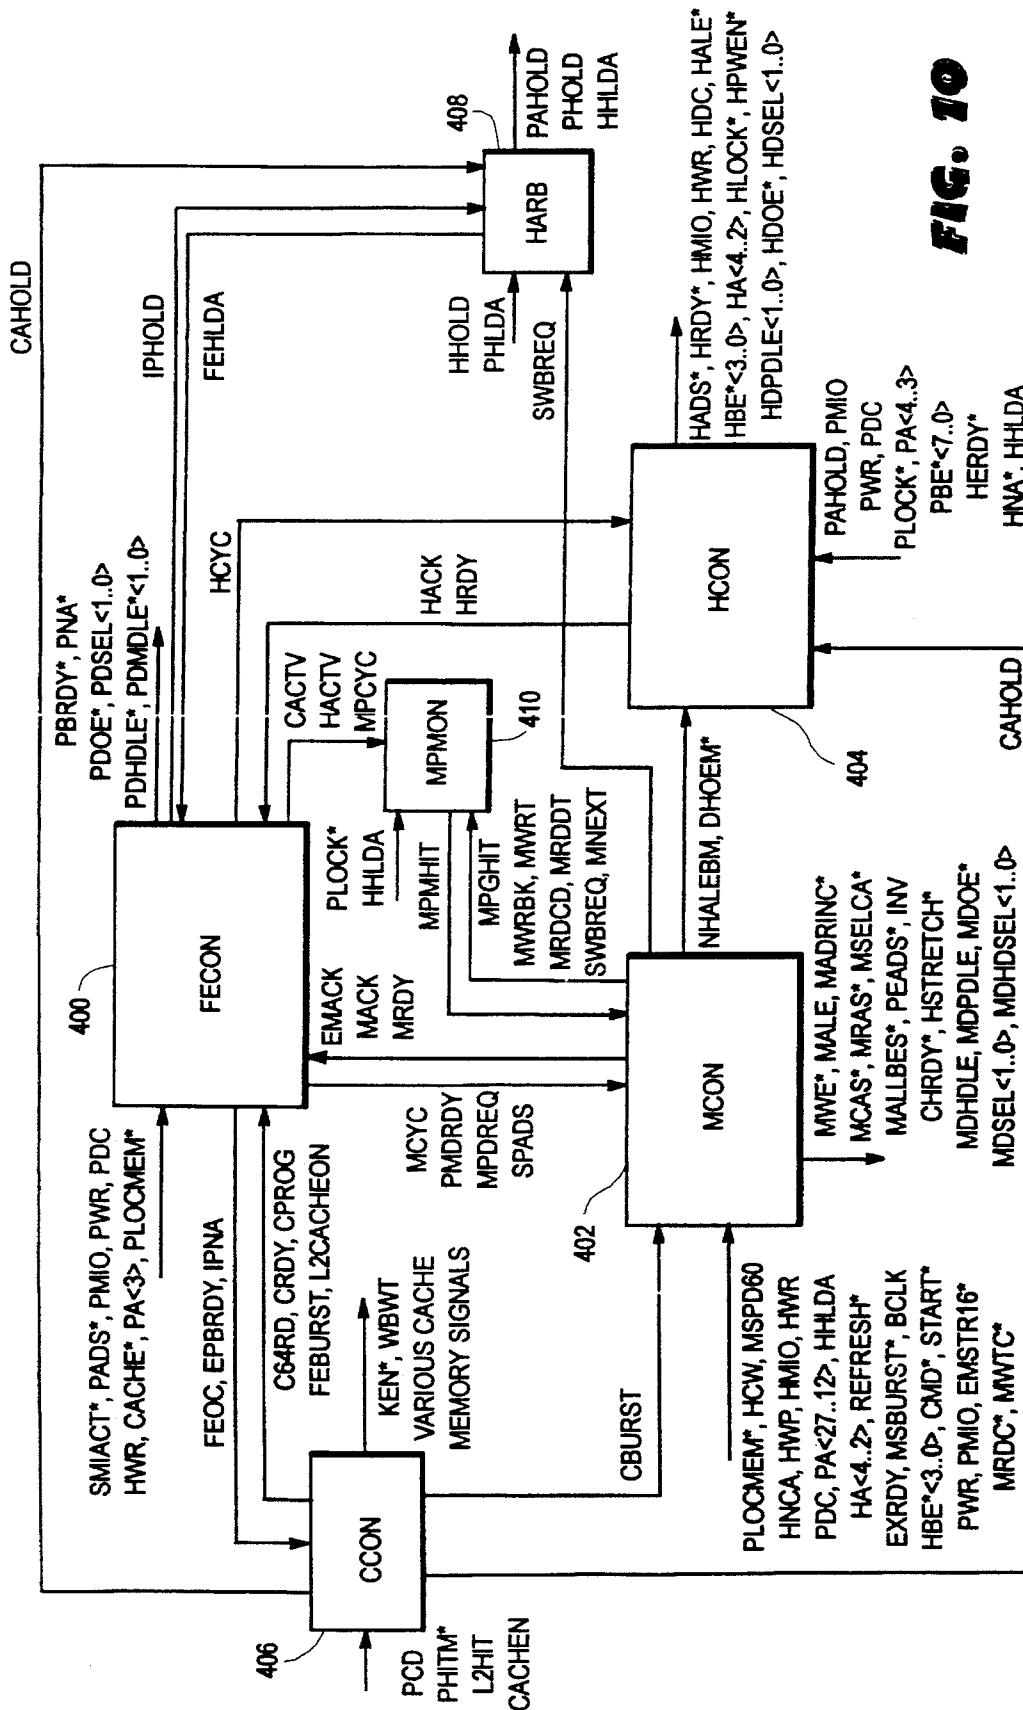 CAHOLD
408
PAHOLD
PHOLD
HHLDA
HARB
IPHOLD
FEHLDA
HHOLD
PHLDA
SWBREQ
PBRDY*, PNA*
PDOE*, PDSEL<1..0>
PDHDLE*, PDMDLE*<1..0>
HCYC
HACK
HRDY
HADS*, HRDY*, HMIO, HWR, HDC, HALE*
HBE*<3..0>, HA<4..2>, HLOCK*, HPWEN*
HDPDLE<1..0>, HDOE*, HDSEL<1..0>
HCON
404
PAHOLD, PMIO
PWR, PDC
PLOCK*, PA<4..3>
PBE*<7..0>
HERDY*
HNA*, HHLDA
CAHOLD
CACTV
HACTV
MPCYC
MPMON
410
PLOCK*
HHLDA
MPMHIT
MPGHIT
MWRBK, MWRT
MRDCD, MRDDT
SWBREQ, MNEXT
NHALEBM, DHOEM*
400
FECON
SMIACT*, PADS*, PMIO, PWR, PDC
HWR, CACHE*, PA<3>, PLOCMEM*
EMACK
MACK
MRDY
MCYC
PMDRDY
MPDREQ
SPADS
MCON
402
MWE*, MALE, MADRINC*
MCAS*, MRAS*, MSELCA*
MALLBES*, PEADS*, INV
CHRDY*, HSTRETCH*
MDHDLE, MDPDLE, MDOE*
MDSEL<1..0>, MDHDSEL<1..0>
FEOC, EPBRDY, IPNA
C64RD, CRDY, CPROG
FEBURST, L2CACHEON
406
CCON
KEN*, WBWT
VARIOUS CACHE
MEMORY SIGNALS
CBURST
PCD
PHITM*
L2HIT
CACHEN
PLOCMEM*, HCW, MSPD60
HNCA, HWP, HMIO, HWR
PDC, PA<27..12>, HHLDA
HA<4..2>, REFRESH*
EXRDY, MSBURST*, BCLK
HBE*<3..0>, CMD*, START*
PWR, PMIO, EMSTR16*
MRDC*, MWTC*
FIG. 10